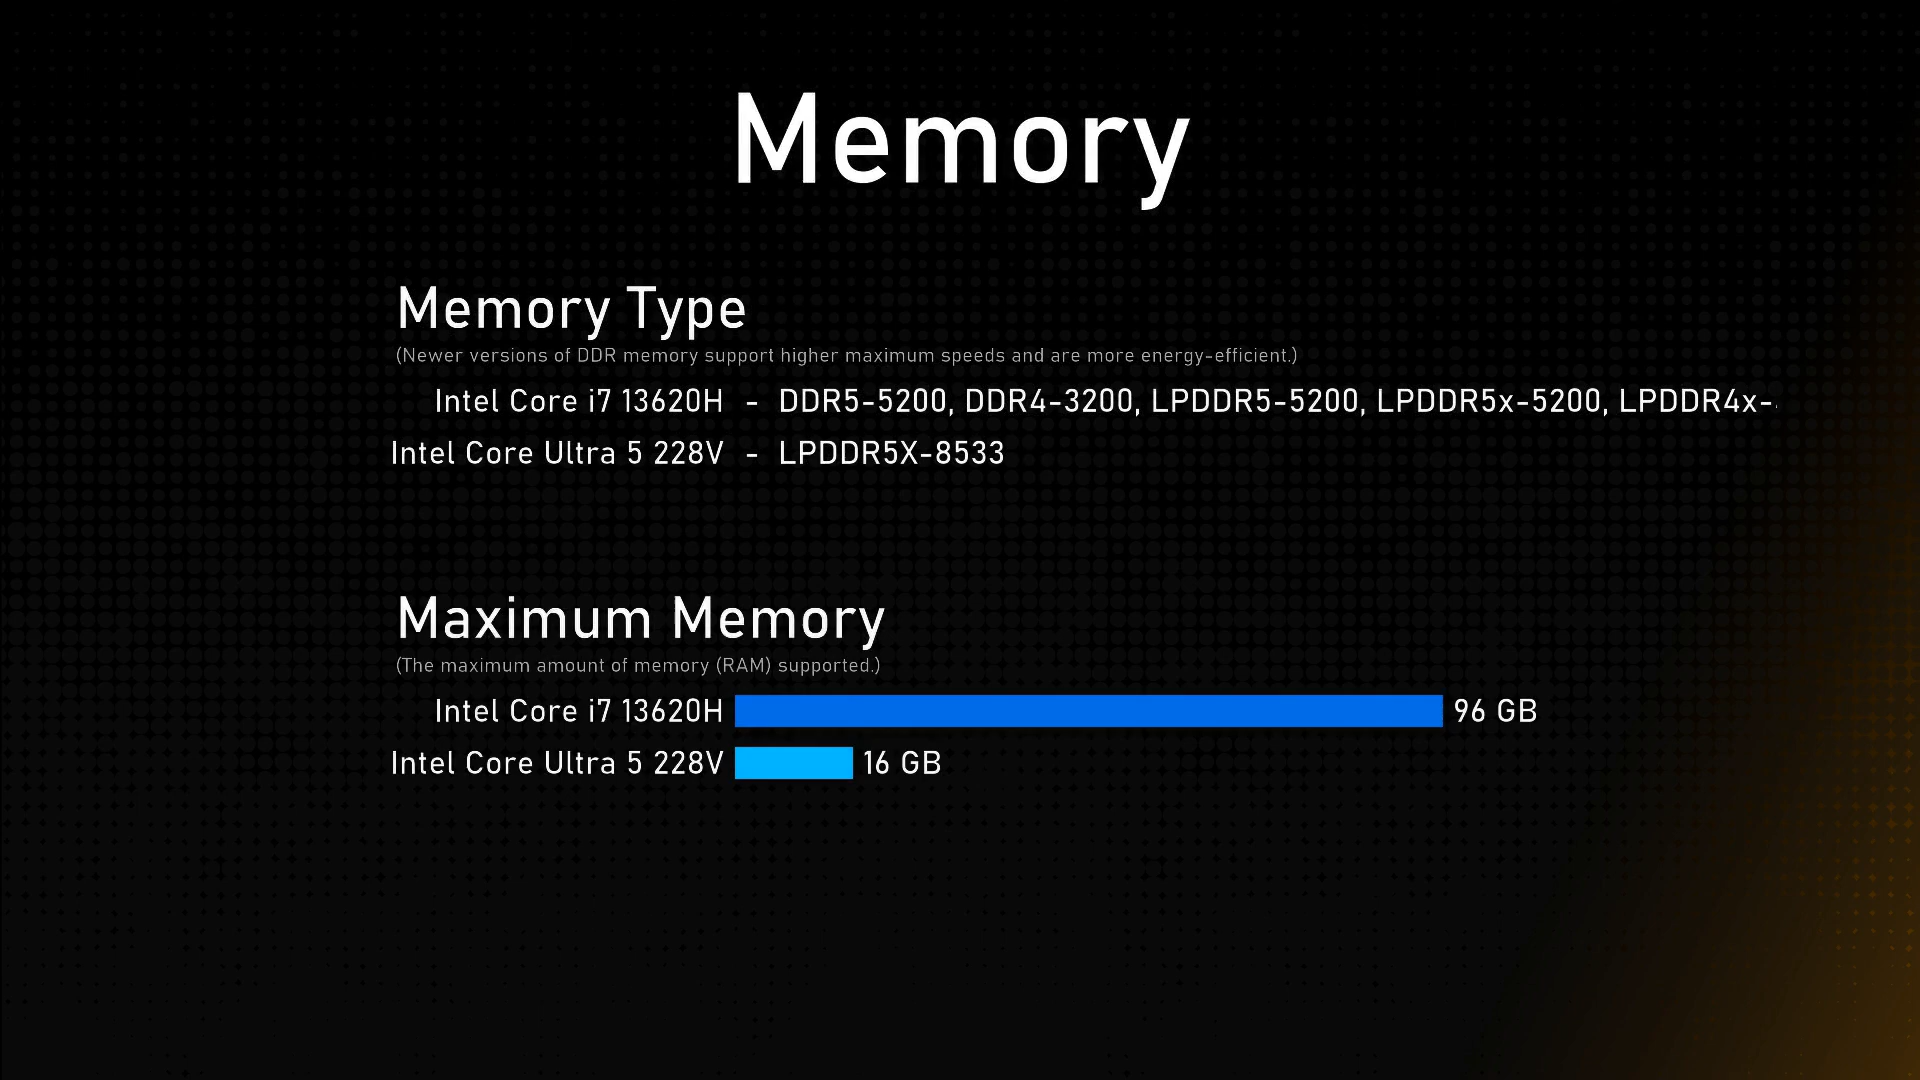 Memory
Memory Type
(Newer versions of DDR memory support higher maximum speeds and are more energy-efficient.)
Intel Core i7 13620H - DDR5-5200, DDR4-3200, LPDDR5-5200, LPDDR5x-5200, LPDDR4x-
Intel Core Ultra 5 228V - LPDDR5X-8533
Maximum Memory
(The maximum amount of memory (RAM) supported.)
Intel Core i7 13620H 96 GB
Intel Core Ultra 5 228V 16 GB